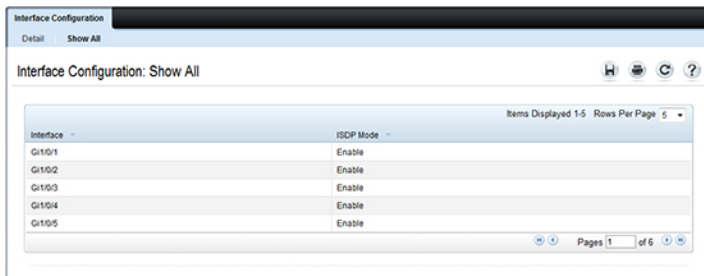 Interface Configuration
Detail Show All
Interface Configuration: Show All
Items Displayed 1-5 Rows Per Page 5
Interface ISDP Mode
Gi1/0/1 Enable
Gi1/0/2 Enable
Gi1/0/3 Enable
Gi1/0/4 Enable
Gi1/0/5 Enable
Pages 1 of 6